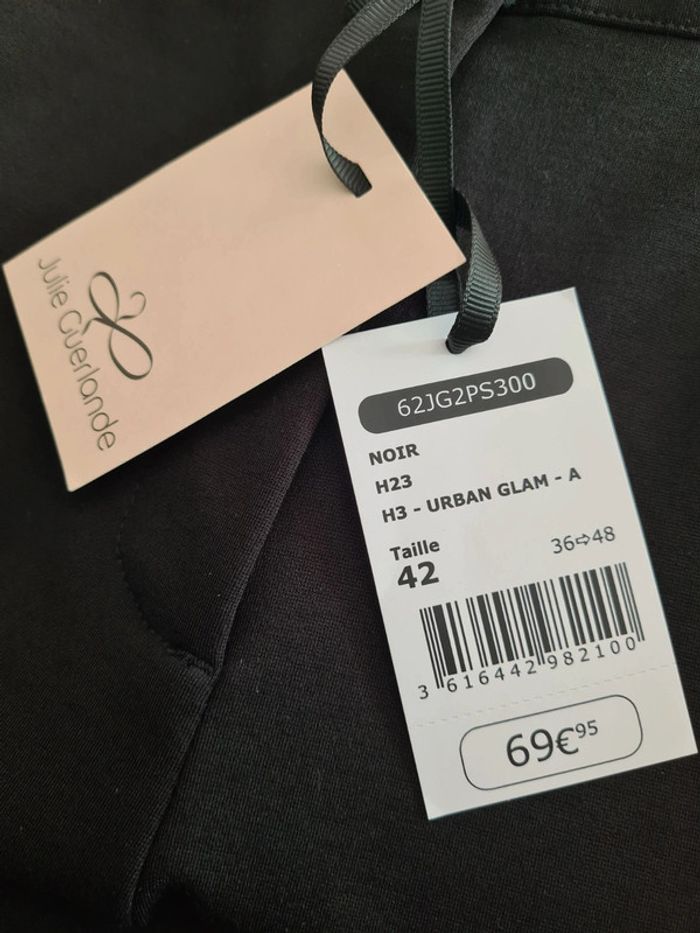 Julie Guerlande
62JG2PS300
NOIR
H23
H3 - URBAN GLAM - A
Taille 36⇨48
42
3 616442 982100
69€95